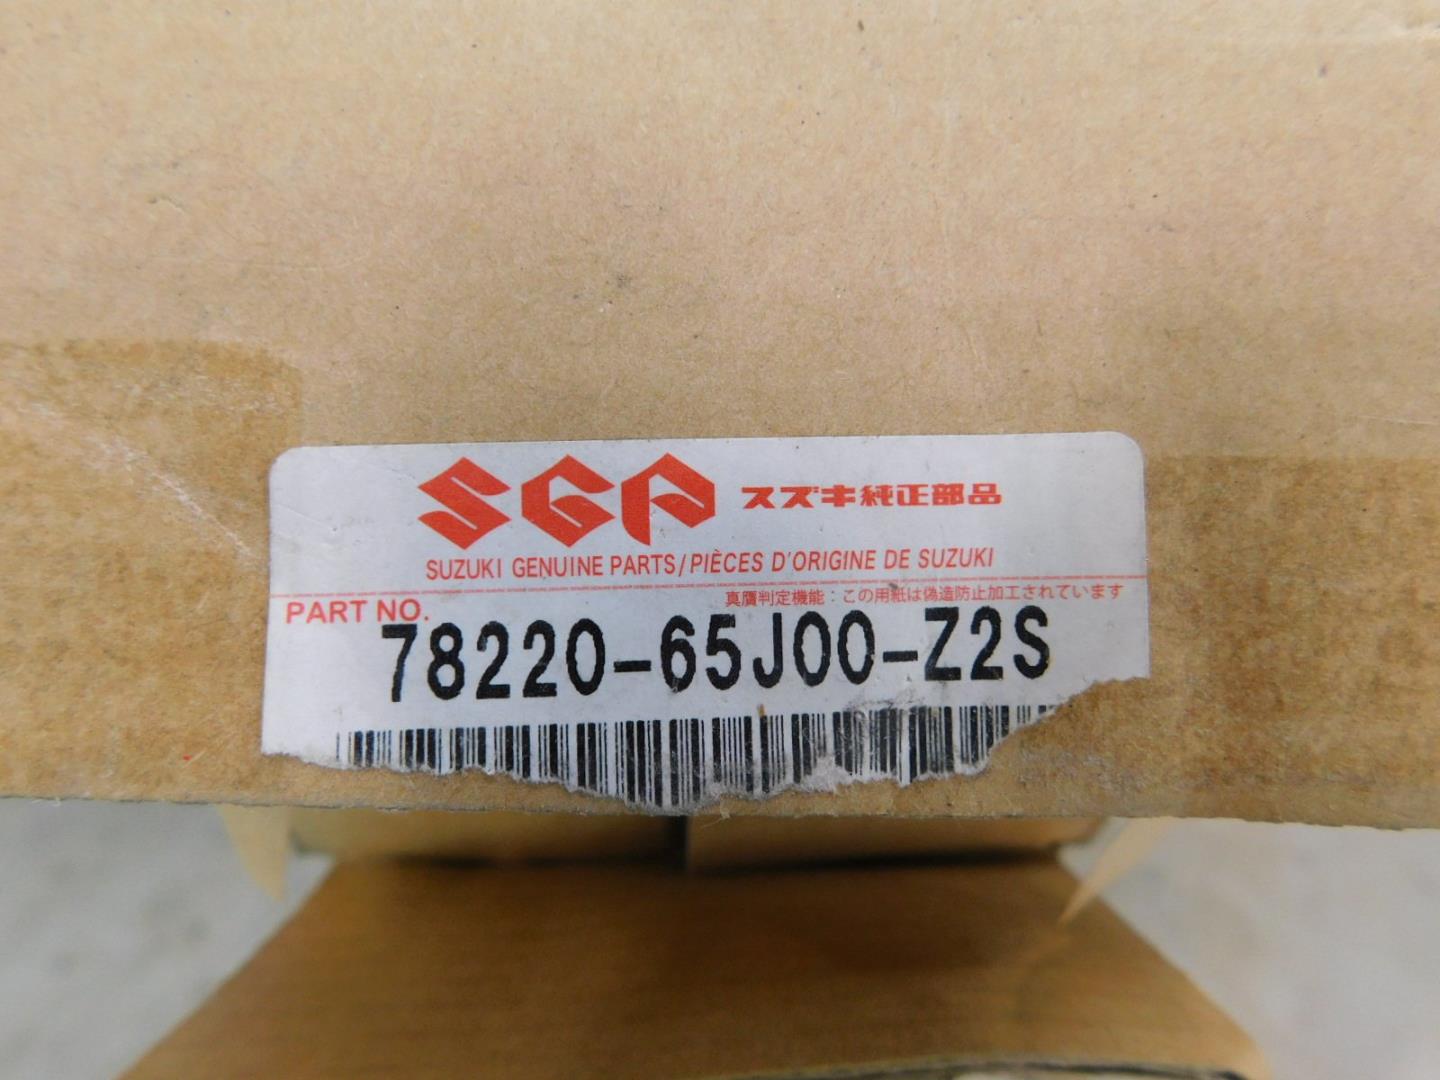 SGP スズキ純正部品
SUZUKI GENUINE PARTS/PIÈCES D'ORIGINE DE SUZUKI
真贋判定機能：この用紙は偽造防止加工されています
PART NO.
78220-65J00-Z2S